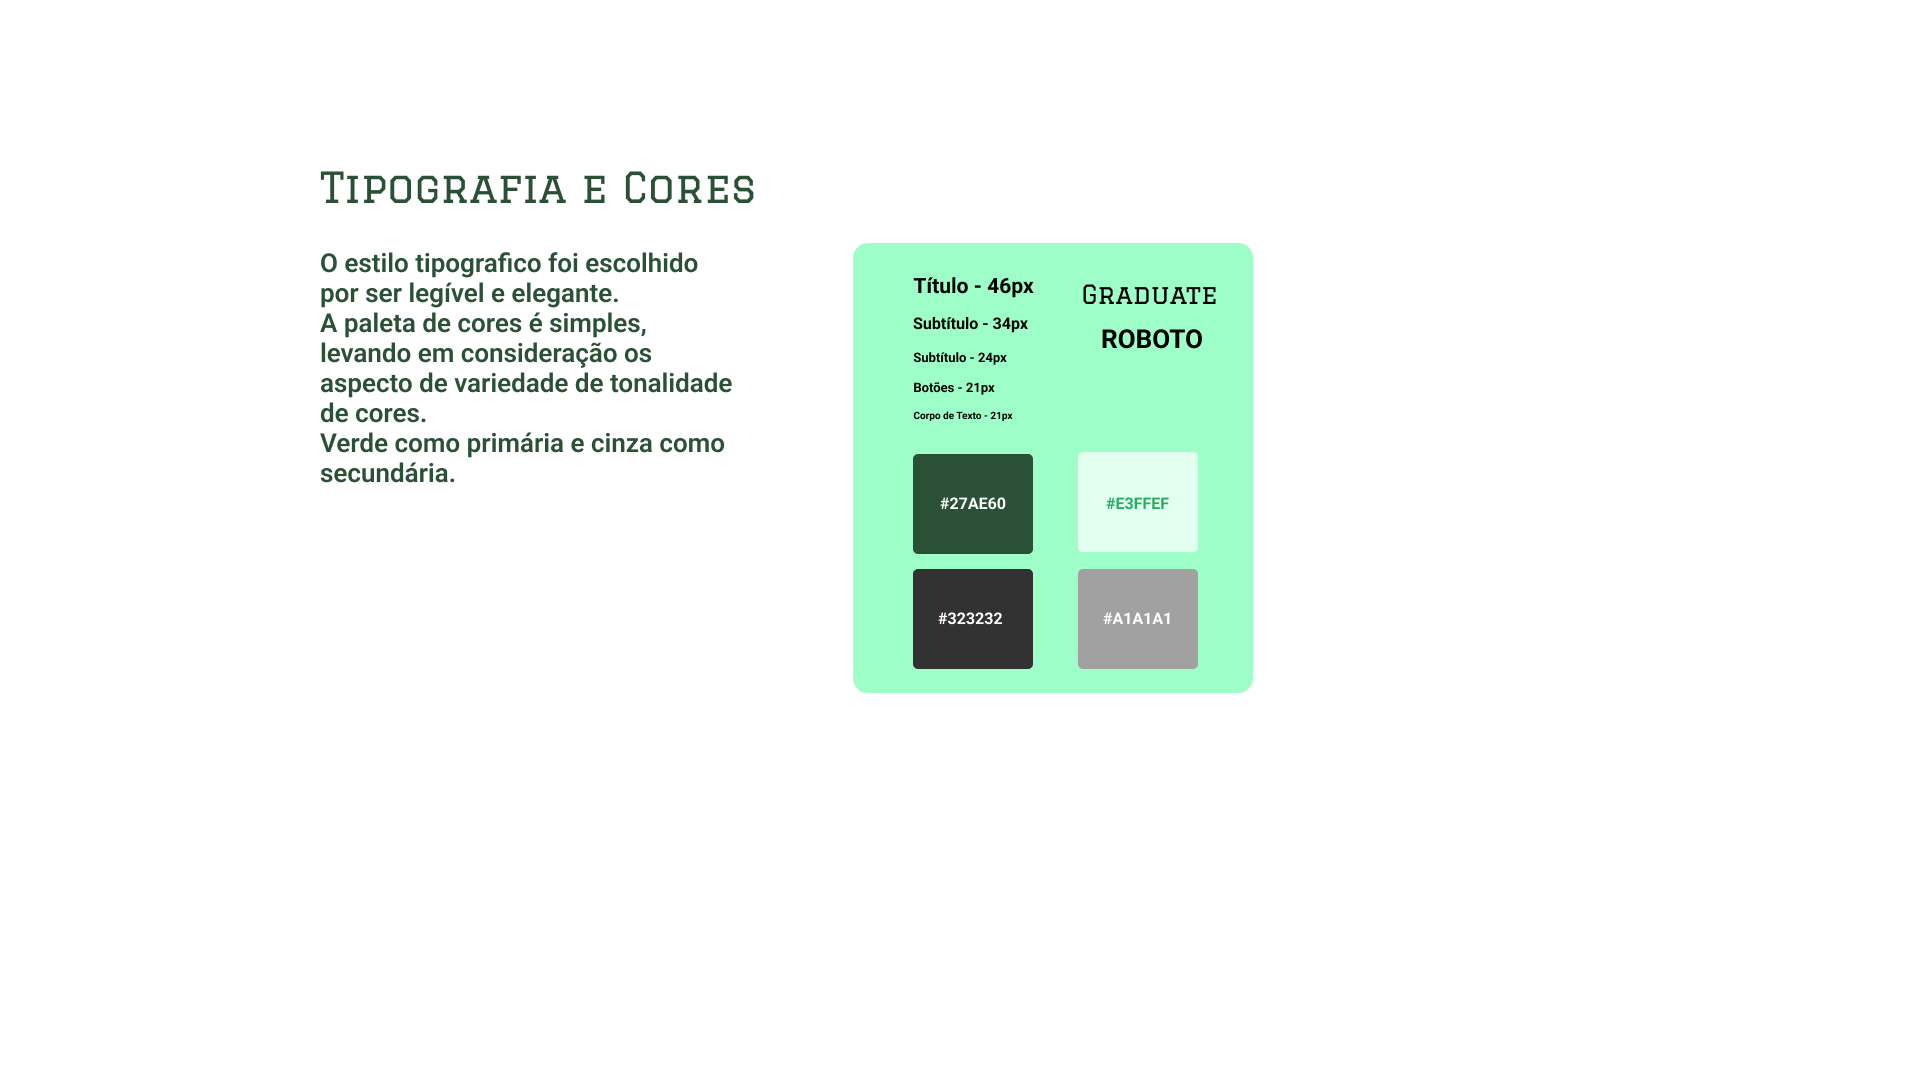 Tipografia e Cores
O estilo tipografico foi escolhido
por ser legível e elegante.
A paleta de cores é simples,
levando em consideração os
aspecto de variedade de tonalidade
de cores.
Verde como primária e cinza como
secundária.
Título - 46px
Subtítulo - 34px
Subtítulo - 24px
Botões - 21px
Corpo de Texto - 21px
Graduate
ROBOTO
#27AE60
#E3FFEF
#323232
#A1A1A1